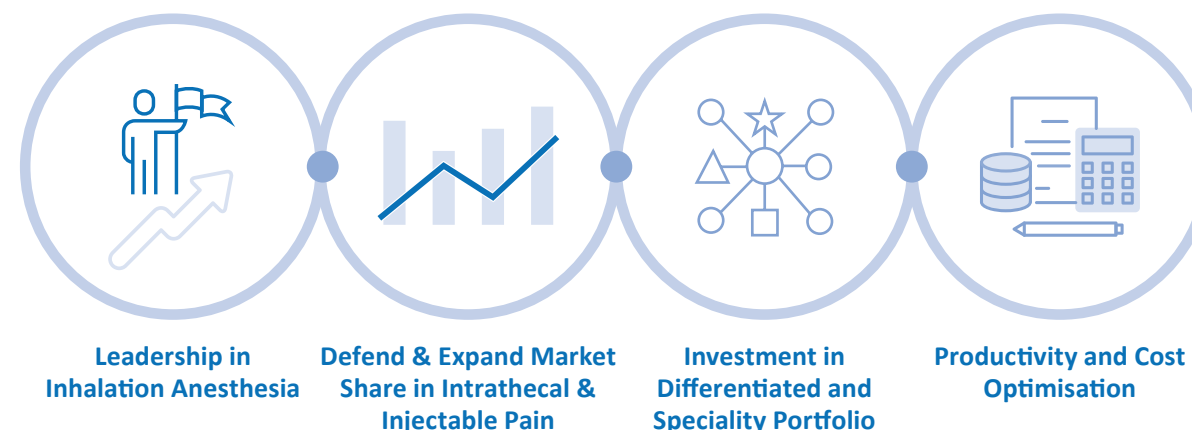 Leadership in
Inhalation Anesthesia
Defend & Expand Market
Share in Intrathecal &
Injectable Pain
Investment in
Differentiated and
Speciality Portfolio
Productivity and Cost
Optimisation